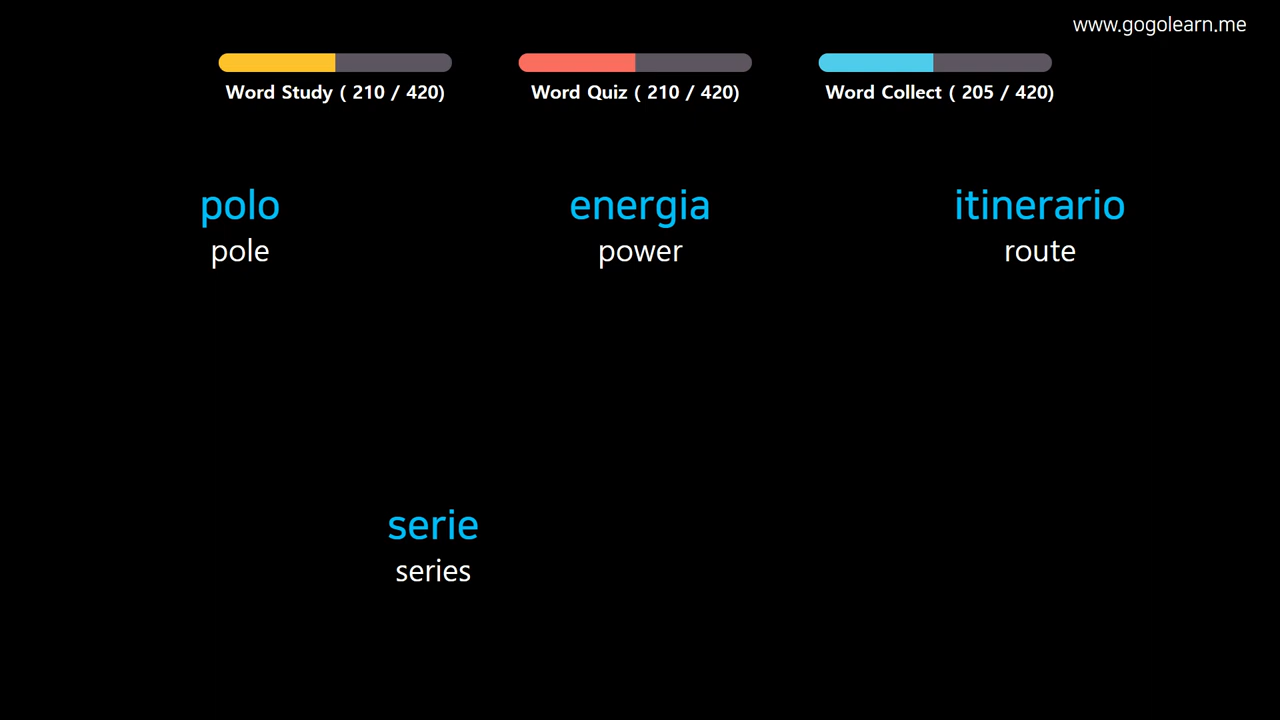 www.gogolearn.me
Word Study ( 210 / 420)
Word Quiz ( 210 / 420)
Word Collect ( 205 / 420)
polo
pole
energia
power
itinerario
route
serie
series